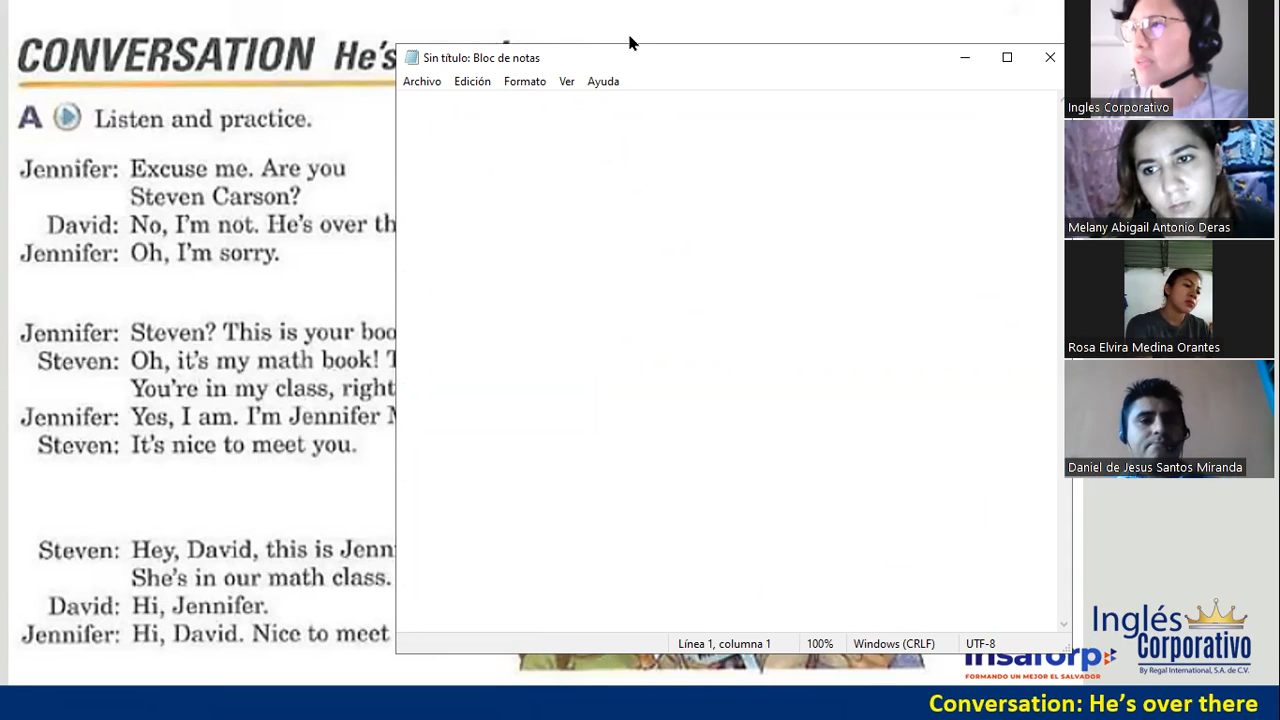 CONVERSATION He's
Sin título: Bloc de notas
Archivo Edición Formato Ver Ayuda
A Listen and practice.
Jennifer: Excuse me. Are you
Steven Carson?
David: No, I'm not. He's over th
Jennifer: Oh, I'm sorry.
Jennifer: Steven? This is your boo
Steven: Oh, it's my math book! T
You're in my class, right
Jennifer: Yes, I am. I'm Jennifer M
Steven: It's nice to meet you.
Steven: Hey, David, this is Jenn
She's in our math class.
David: Hi, Jennifer.
Jennifer: Hi, David. Nice to meet
Línea 1, columna 1 100% Windows (CRLF) UTF-8
Ingles Corporativo
Melany Abigail Antonio Deras
Rosa Elvira Medina Orantes
Daniel de Jesus Santos Miranda
insaforp
FORMANDO UN MEJOR EL SALVADOR
Inglés
Corporativo
By Regal International, S.A. de C.V.
Conversation: He's over there